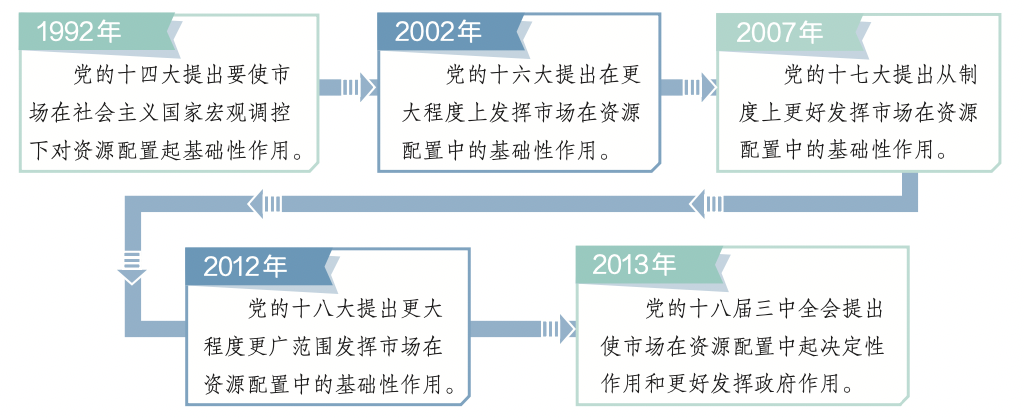 1992年
党的十四大提出要使市
场在社会主义国家宏观调控
下对资源配置起基础性作用。
2002年
党的十六大提出在更
大程度上发挥市场在资源
配置中的基础性作用。
2007年
党的十七大提出从制
度上更好发挥市场在资源
配置中的基础性作用。
2012年
党的十八大提出更大
程度更广范围发挥市场在
资源配置中的基础性作用。
2013年
党的十八届三中全会提出
使市场在资源配置中起决定性
作用和更好发挥政府作用。